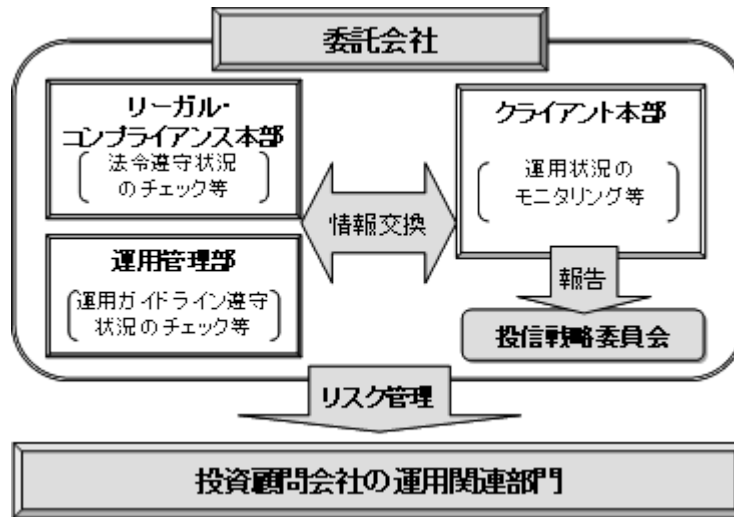 委託会社
リーガル・
コンプライアンス本部
法令遵守状況
のチェック等
運用管理部
運用ガイドライン遵守
状況のチェック等
情報交換
クライアント本部
運用状況の
モニタリング等
報告
投信戦略委員会
リスク管理
投資顧問会社の運用関連部門